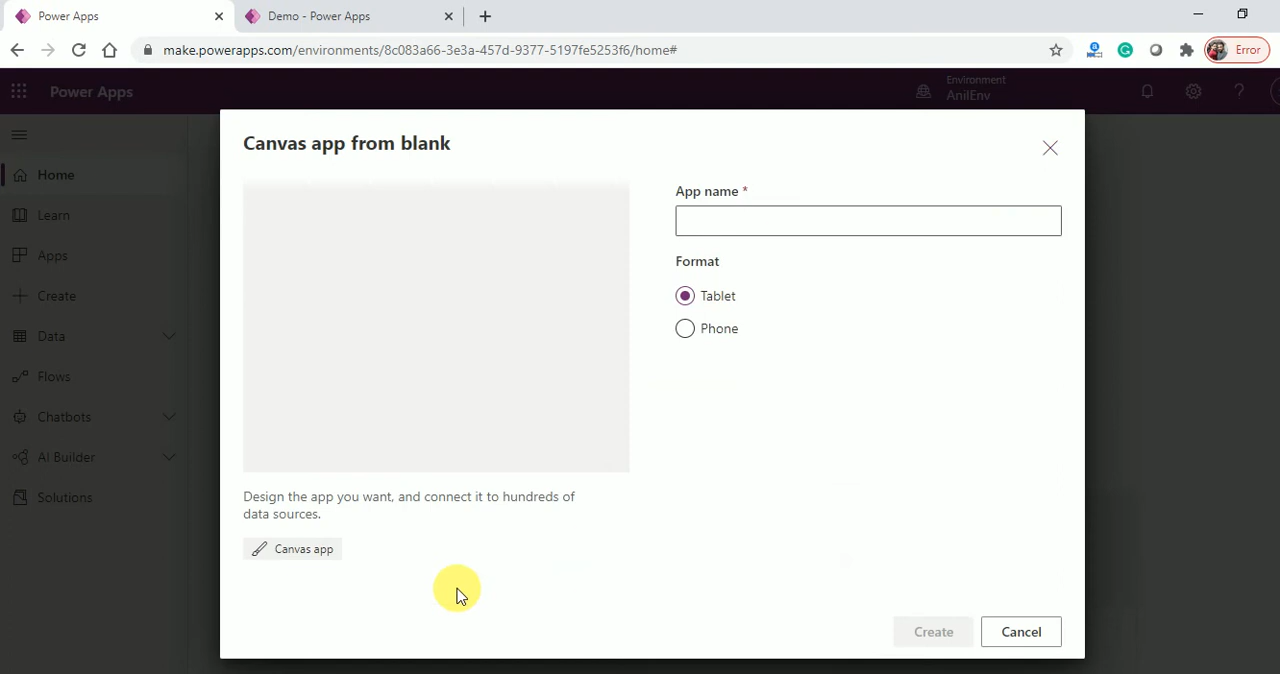 Power Apps
Demo - Power Apps
make.powerapps.com/environments/8c083a66-3e3a-457d-9377-5197fe5253f6/home#
Error
Power Apps
Environment
AnilEnv
Home
Learn
Apps
Create
Data
Flows
Chatbots
AI Builder
Solutions
Canvas app from blank
App name *
Format
Tablet
Phone
Design the app you want, and connect it to hundreds of
data sources.
Canvas app
Create
Cancel